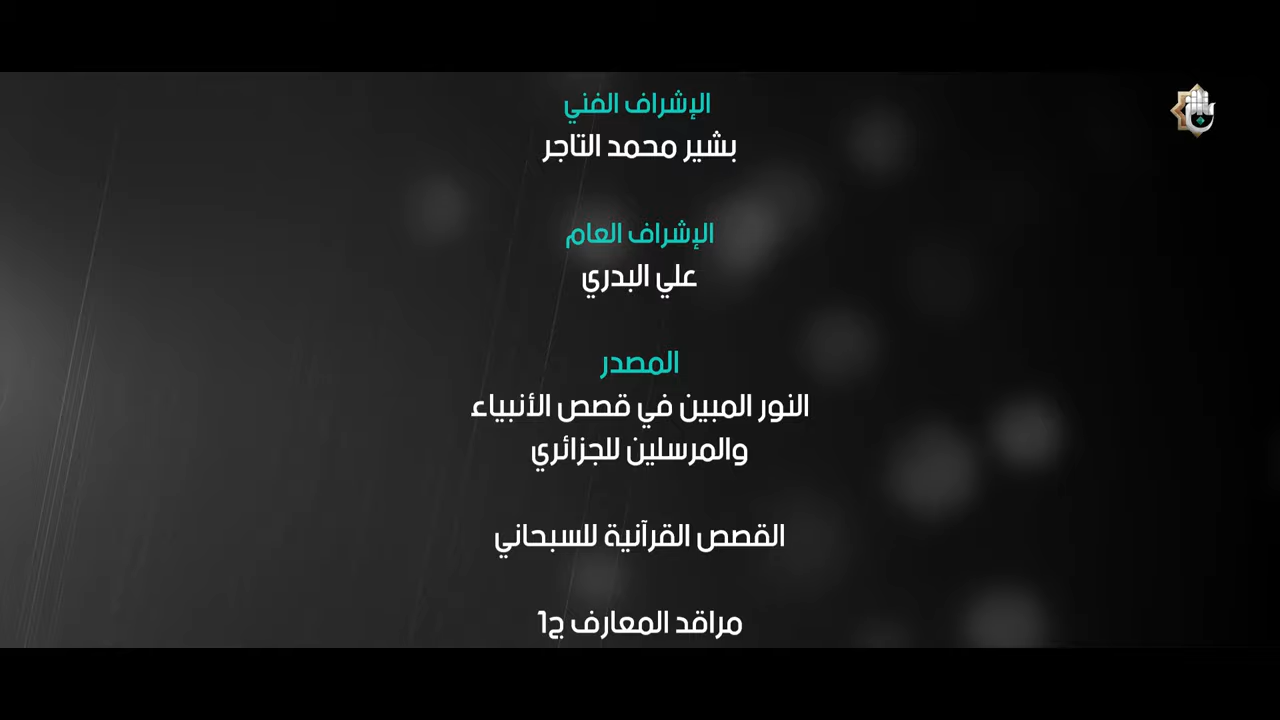 الإشراف الفني
بشير محمد التاجر
الإشراف العام
علي البدري
المصدر
النور المبين في قصص الأنبياء
والمرسلين للجزائري
القصص القرآنية للسبحاني
مراقد المعارف ج1